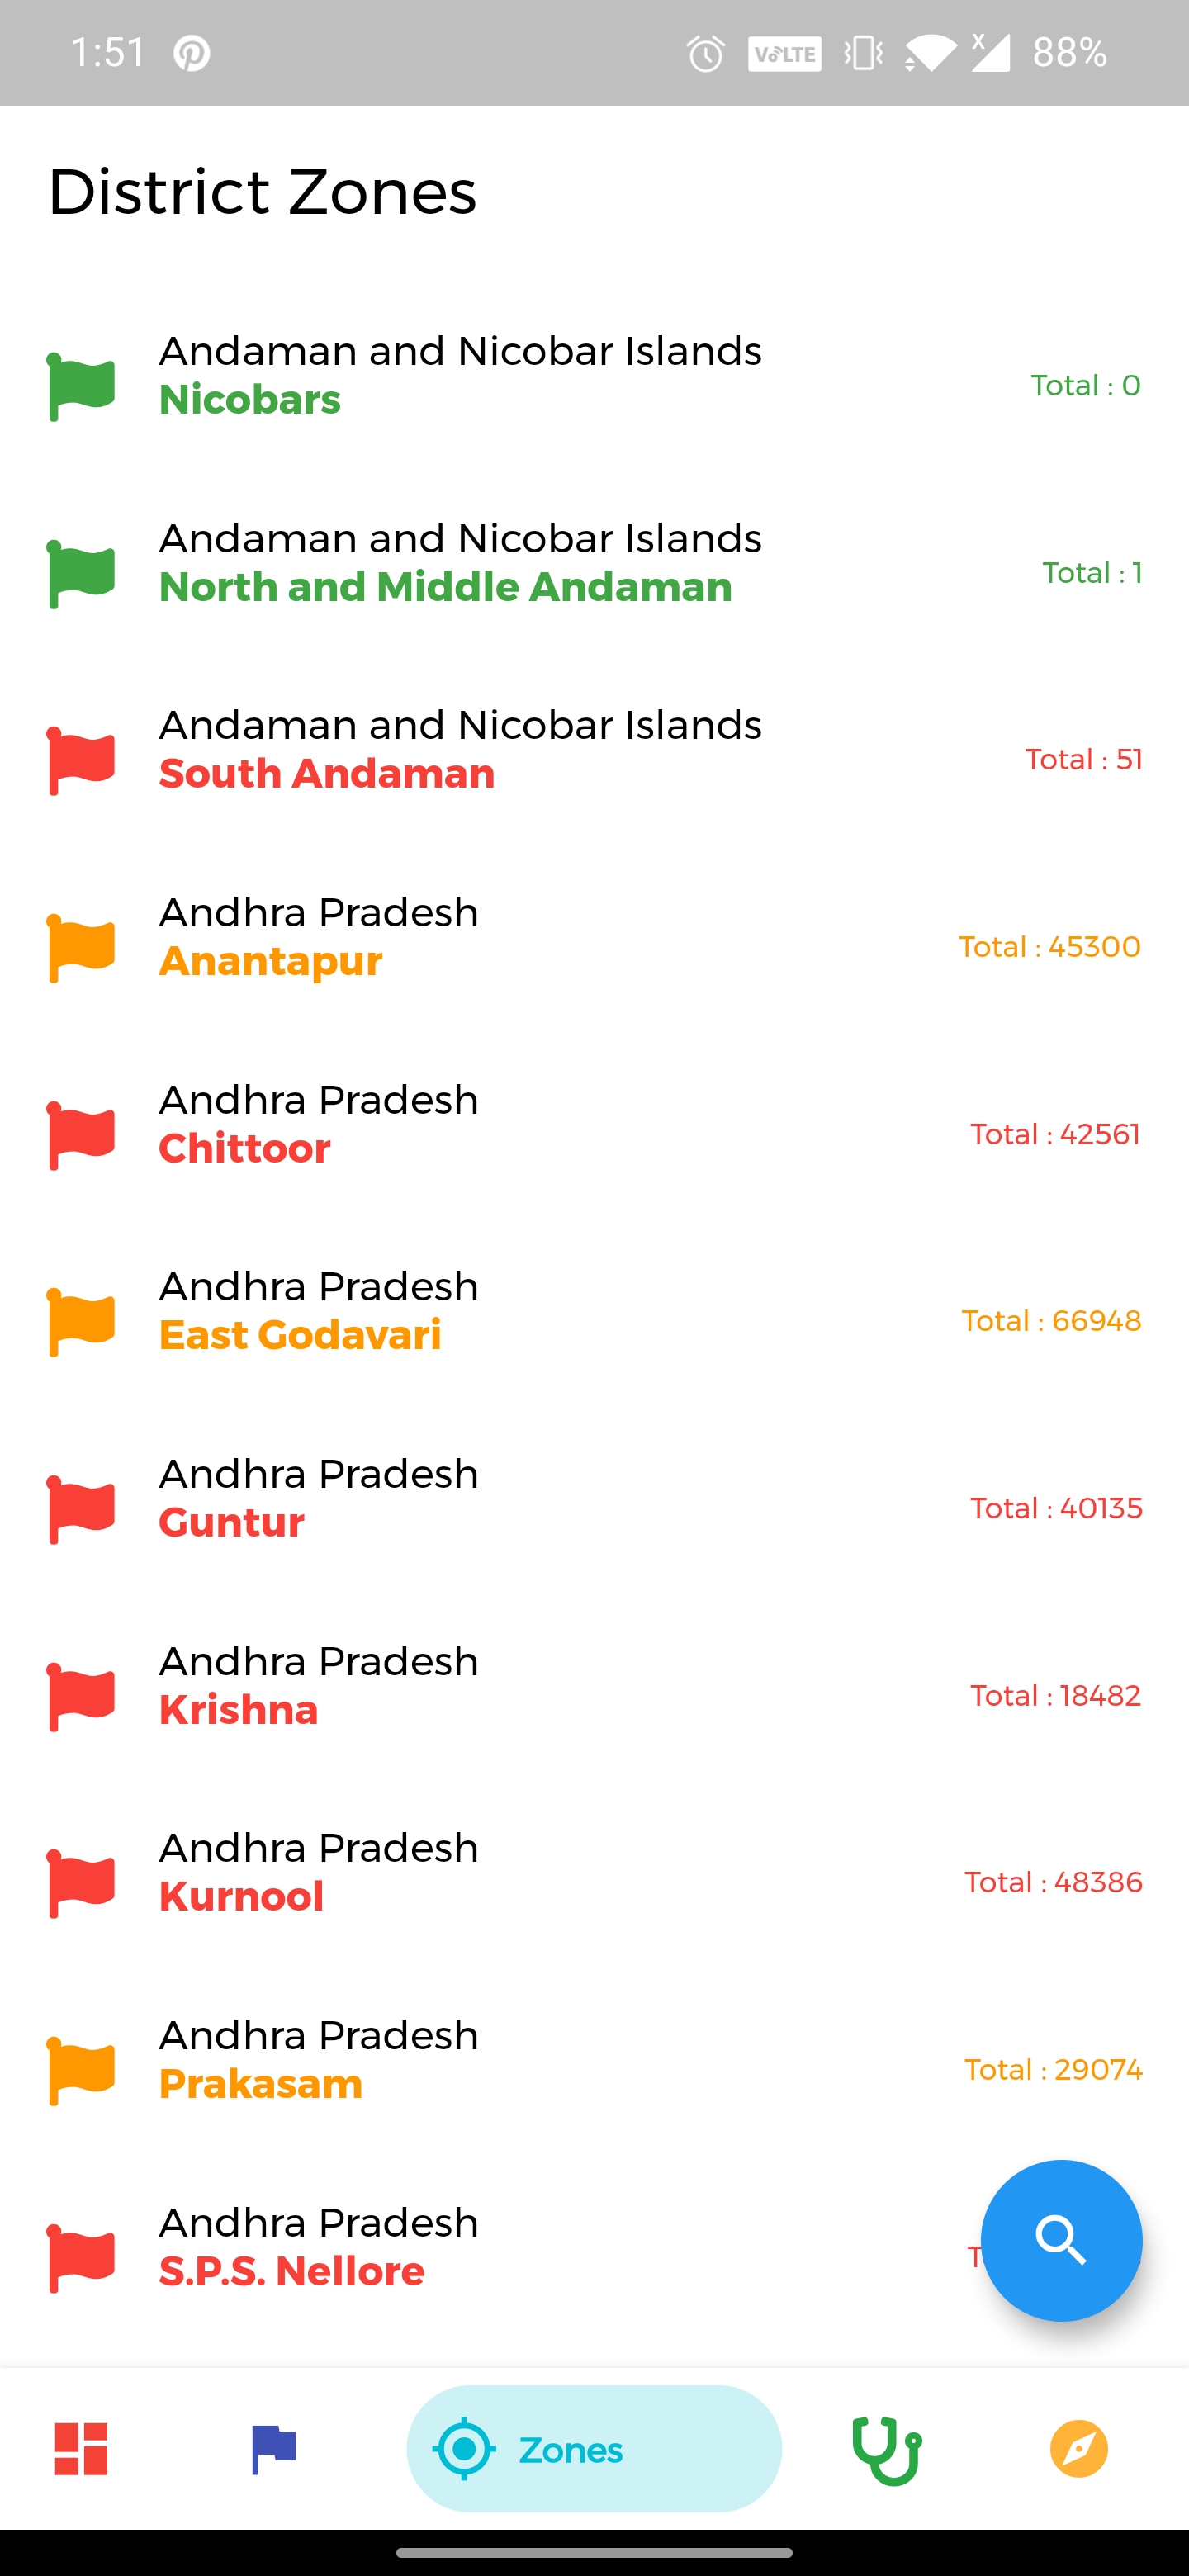 1:51 VoLTE X 88%
District Zones
Andaman and Nicobar Islands
Nicobars
Total : 0
Andaman and Nicobar Islands
North and Middle Andaman
Total : 1
Andaman and Nicobar Islands
South Andaman
Total : 51
Andhra Pradesh
Anantapur
Total : 45300
Andhra Pradesh
Chittoor
Total : 42561
Andhra Pradesh
East Godavari
Total : 66948
Andhra Pradesh
Guntur
Total : 40135
Andhra Pradesh
Krishna
Total : 18482
Andhra Pradesh
Kurnool
Total : 48386
Andhra Pradesh
Prakasam
Total : 29074
Andhra Pradesh
S.P.S. Nellore
Zones